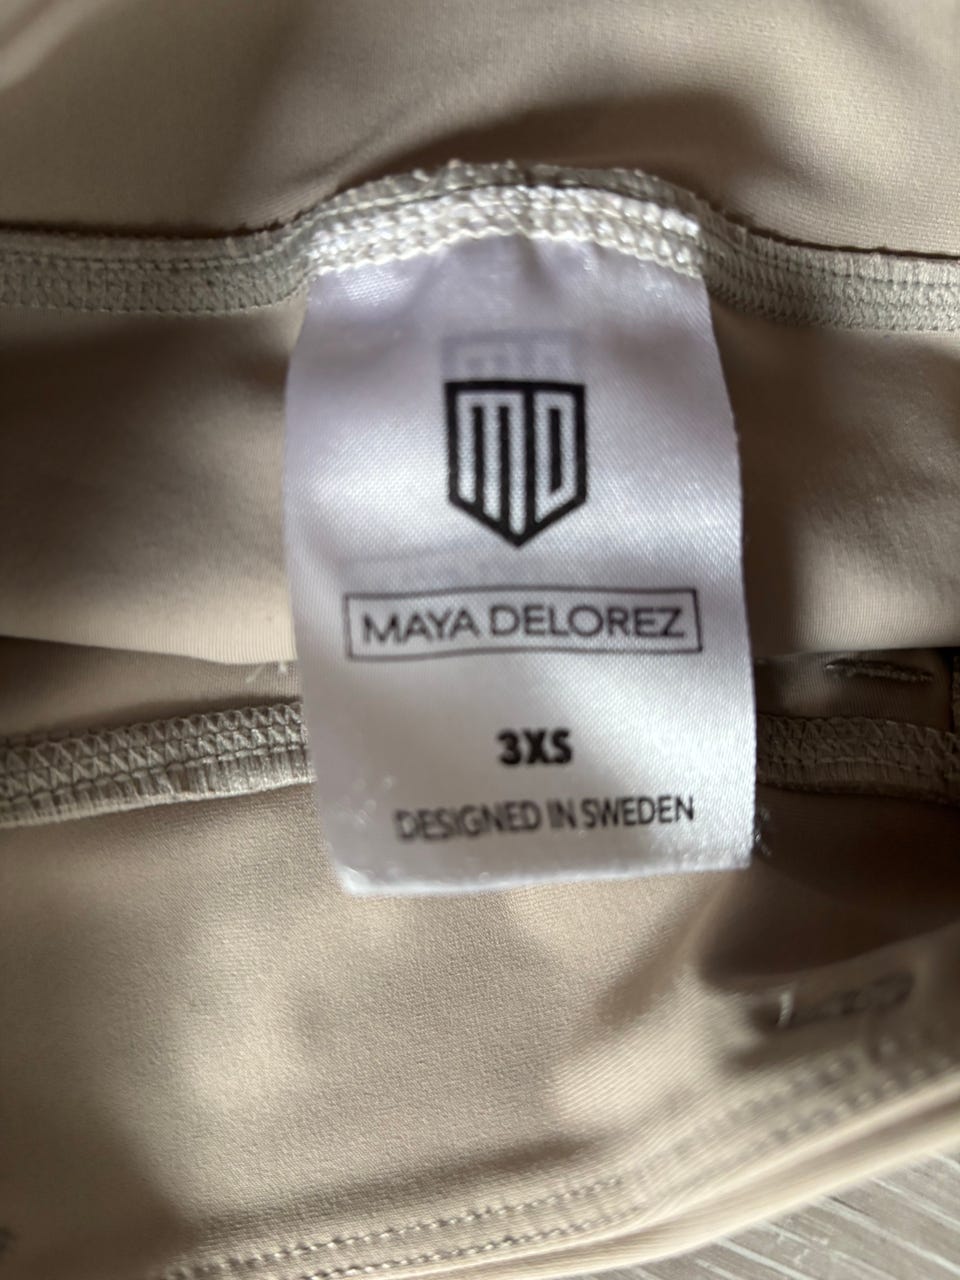 MD
MAYA DELOREZ
3XS
DESIGNED IN SWEDEN